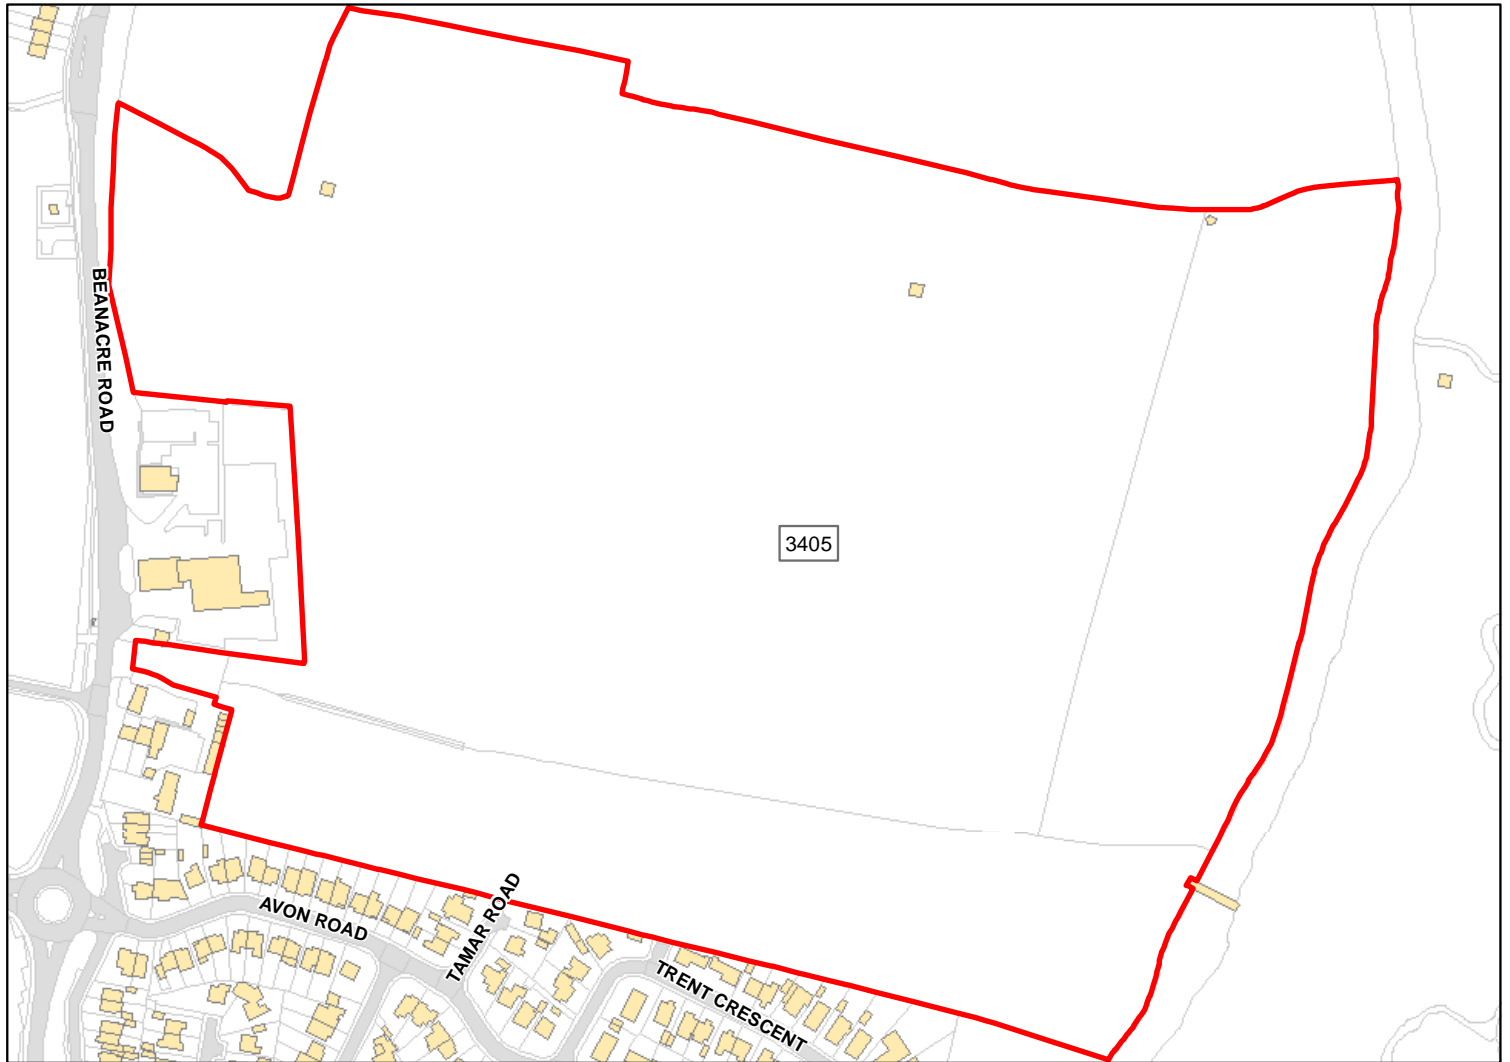 BEANACRE ROAD
3405
AVON ROAD
TAMAR ROAD
TRENT CRESCENT